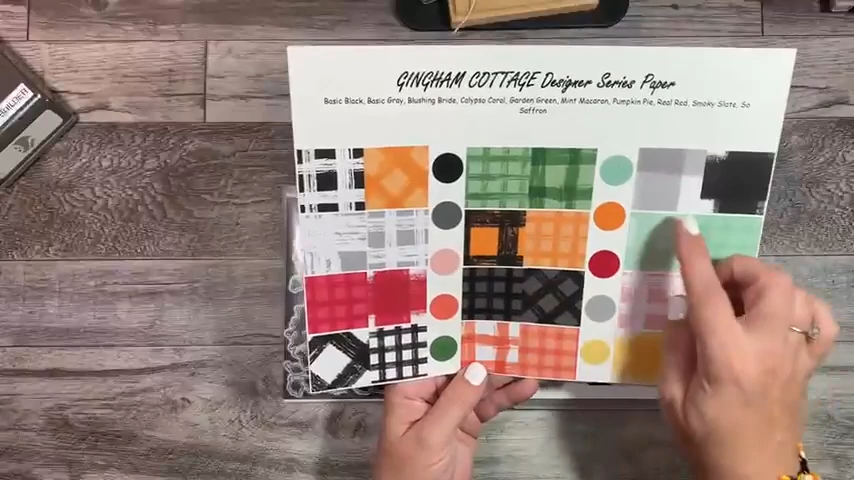 GINGHAM COTTAGE Designer Series Paper
Basic Black, Basic Gray, Blushing Bride, Calypso Coral, Garden Green, Mint Macaron, Pumpkin Pie, Real Red, Smoky Slate, So
Saffron